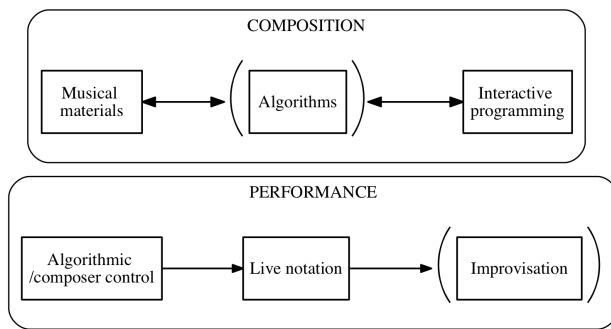 COMPOSITION
Musical
materials
Algorithms
Interactive
programming
PERFORMANCE
Algorithmic
/composer control
Live notation
Improvisation